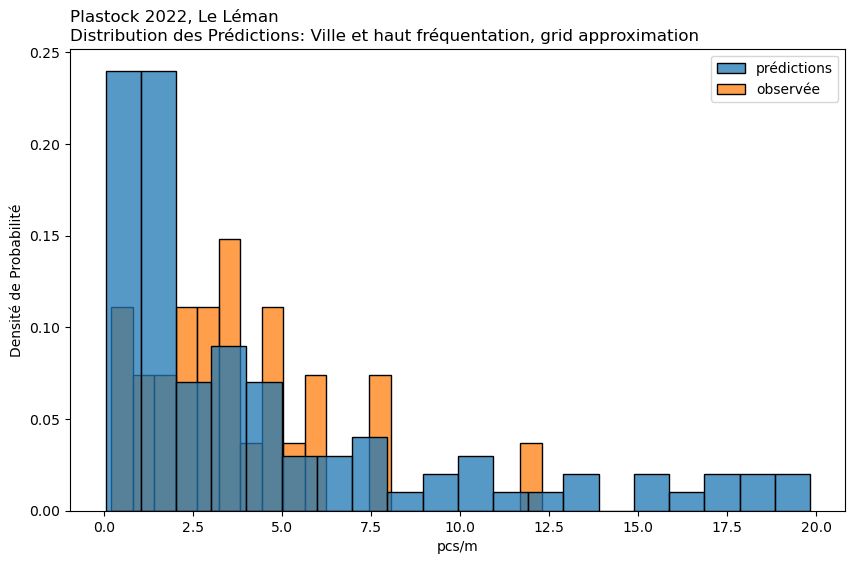 Plastock 2022, Le Léman
Distribution des Prédictions: Ville et haut fréquentation, grid approximation
prédictions
observée
Densité de Probabilité
0.25
0.20
0.15
0.10
0.05
0.00
0.0 2.5 5.0 7.5 10.0 12.5 15.0 17.5 20.0
pcs/m